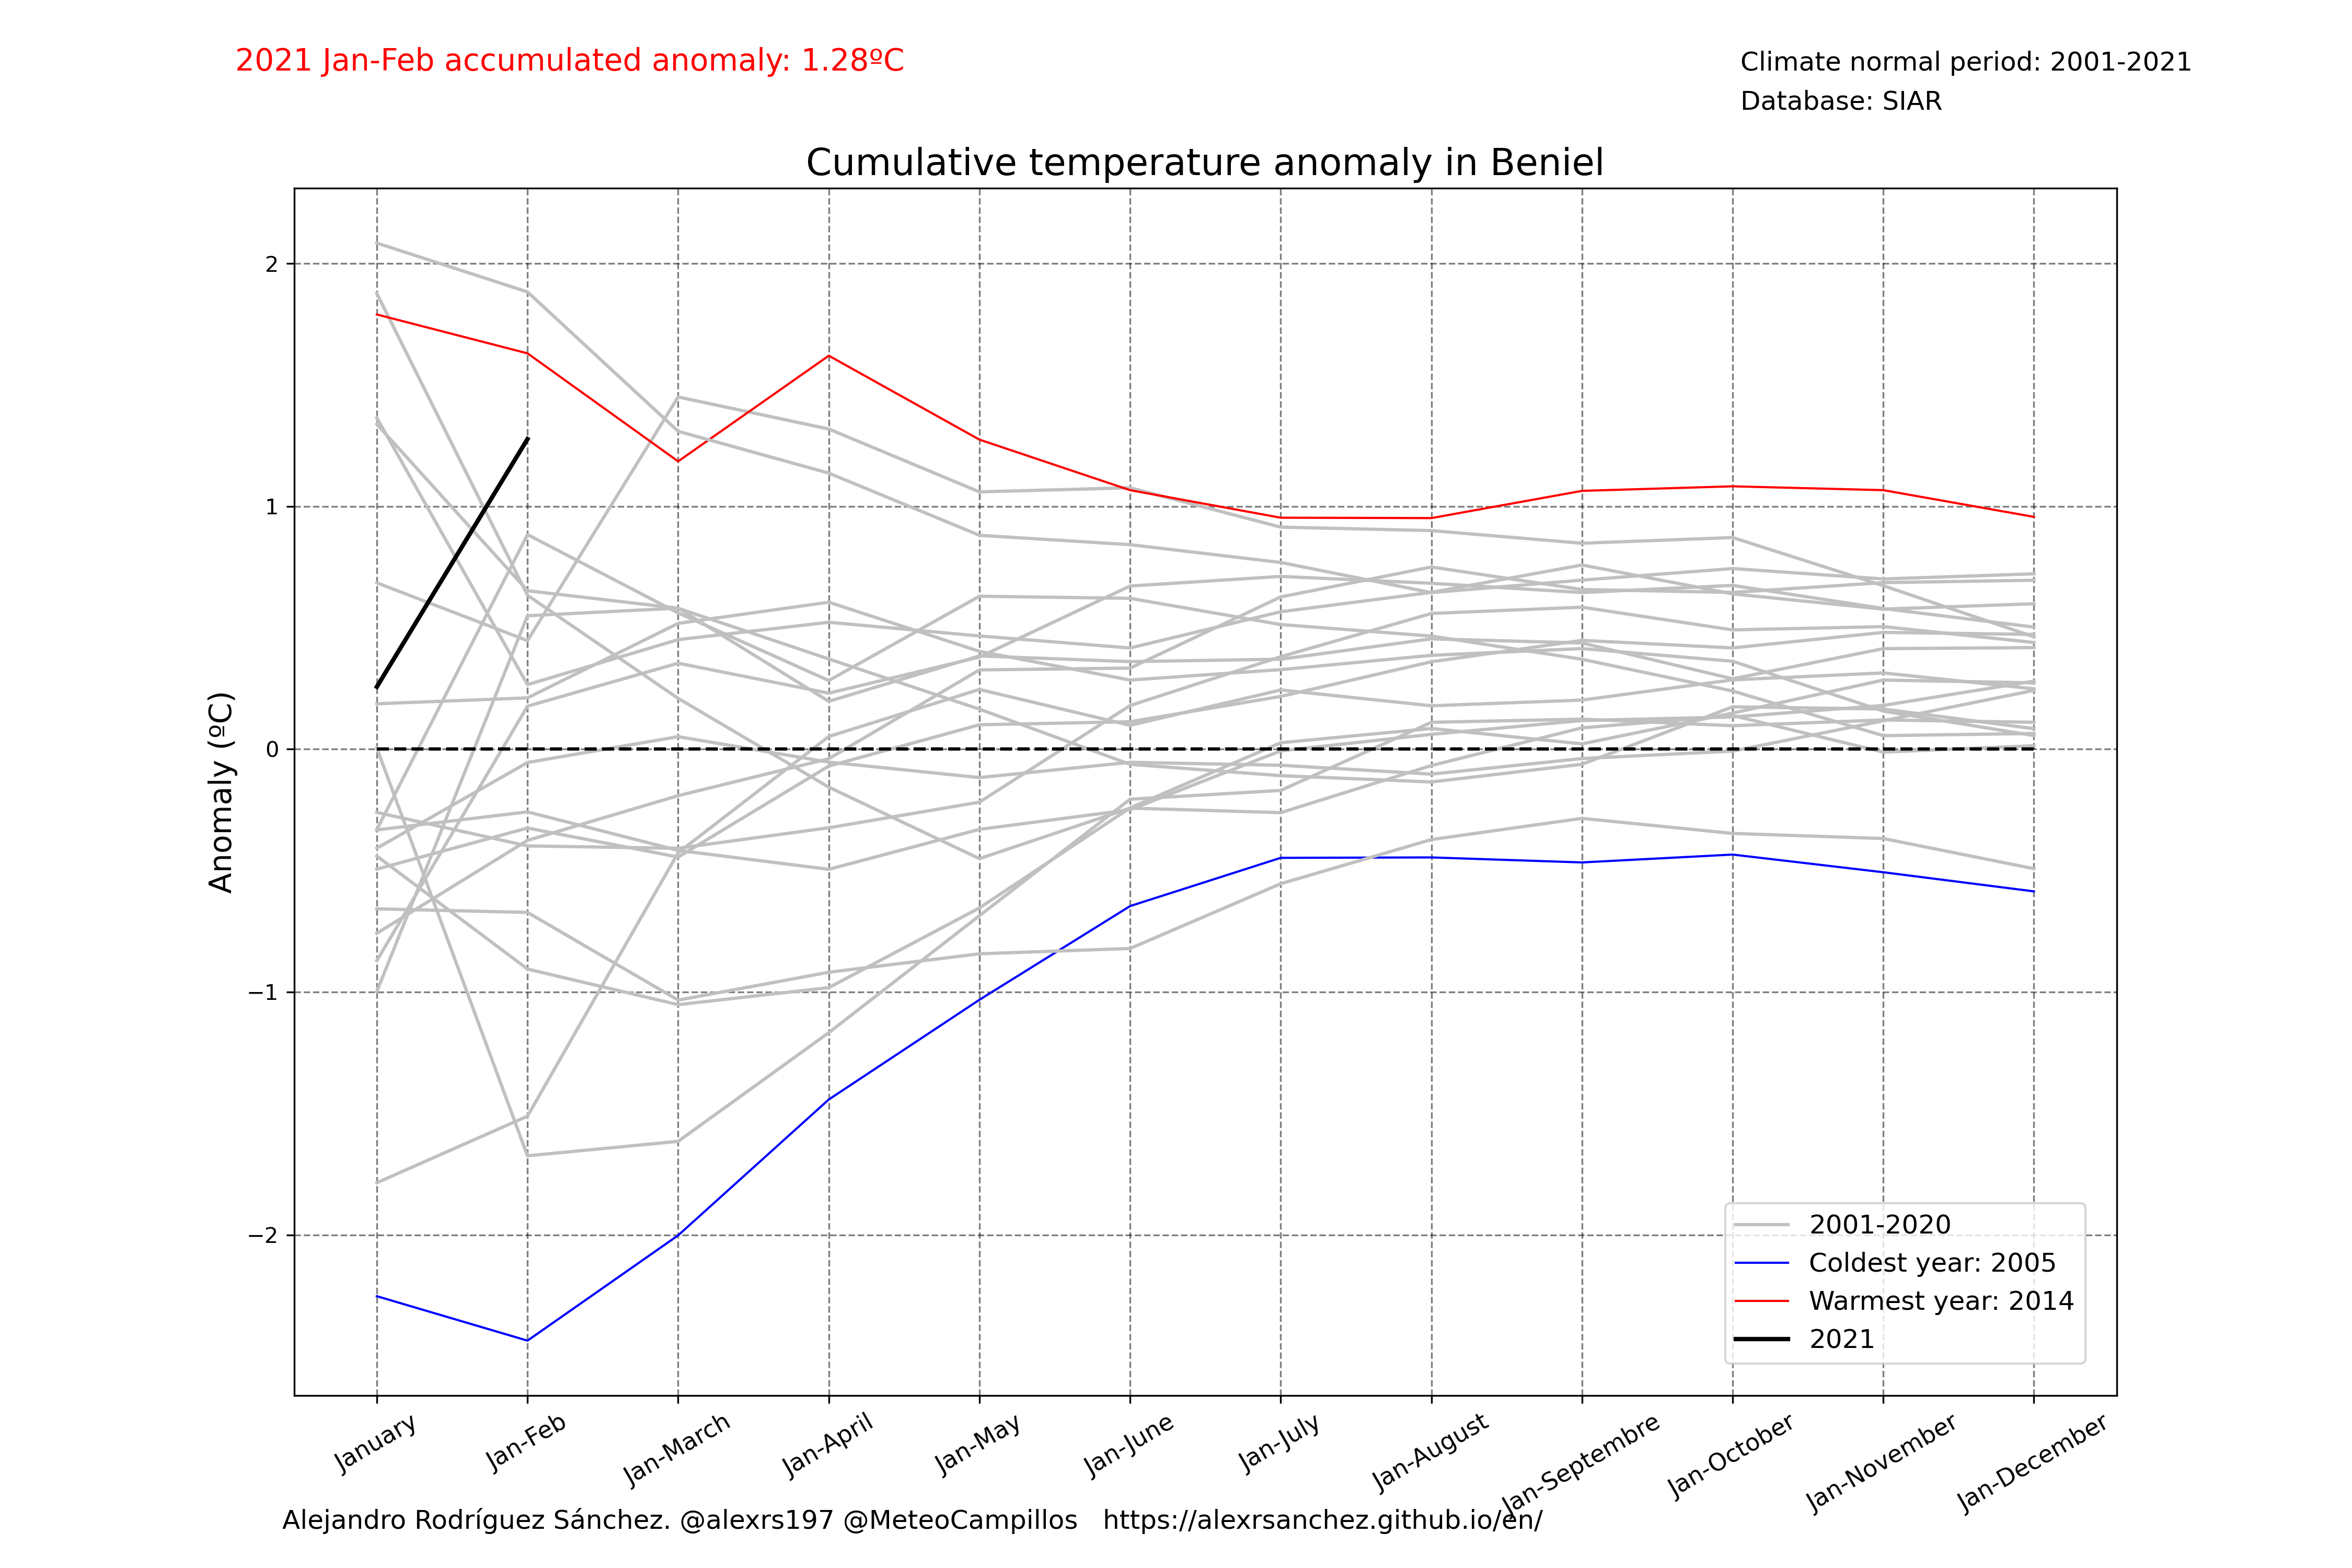 2021 Jan-Feb accumulated anomaly: 1.28ºC
Climate normal period: 2001-2021
Database: SIAR
Cumulative temperature anomaly in Beniel
Anomaly (ºC)
2
1
0
−1
−2
2001-2020
Coldest year: 2005
Warmest year: 2014
2021
January
Jan-Feb
Jan-March
Jan-April
Jan-May
Jan-June
Jan-July
Jan-August
Jan-Septembre
Jan-October
Jan-November
Jan-December
Alejandro Rodríguez Sánchez. @alexrs197 @MeteoCampillos https://alexrsanchez.github.io/en/